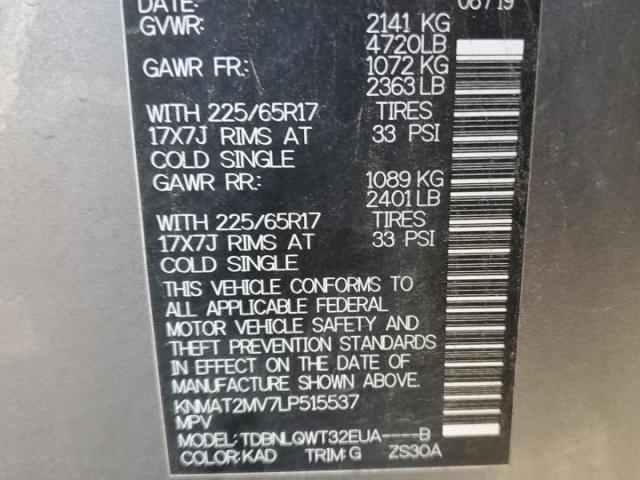 DATE: 08/19
GVWR: 2141 KG
4720LB
GAWR FR: 1072 KG
2363 LB
WITH 225/65R17 TIRES
17X7J RIMS AT 33 PSI
COLD SINGLE
GAWR RR: 1089 KG
2401 LB
WITH 225/65R17 TIRES
17X7J RIMS AT 33 PSI
COLD SINGLE
THIS VEHICLE CONFORMS TO
ALL APPLICABLE FEDERAL
MOTOR VEHICLE SAFETY AND
THEFT PREVENTION STANDARDS
IN EFFECT ON THE DATE OF
MANUFACTURE SHOWN ABOVE
KNMAT2MV7LP515537
MPV
MODEL: TDBNLQWT32EUA----B
COLOR: KAD TRIM: G ZS30A